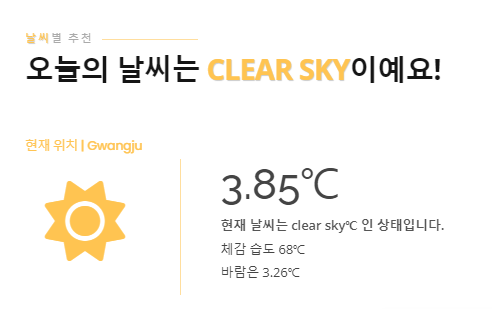 날씨별 추천
오늘의 날씨는 CLEAR SKY이예요!
현재 위치 | Gwangju
3.85℃
현재 날씨는 clear sky℃ 인 상태입니다.
체감 습도 68℃
바람은 3.26℃